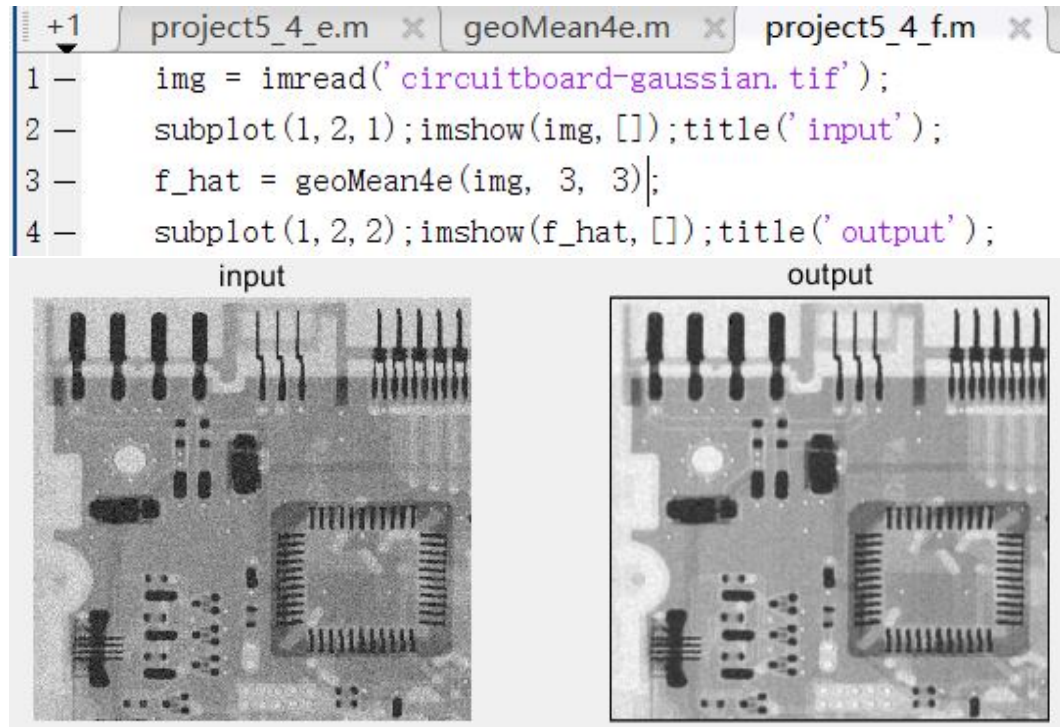 +1 project5_4_e.m × geoMean4e.m × project5_4_f.m ×
1 — img = imread('circuitboard-gaussian.tif');
2 — subplot(1,2,1);imshow(img,[]);title('input');
3 — f_hat = geoMean4e(img, 3, 3);
4 — subplot(1,2,2);imshow(f_hat,[]);title('output');
input output